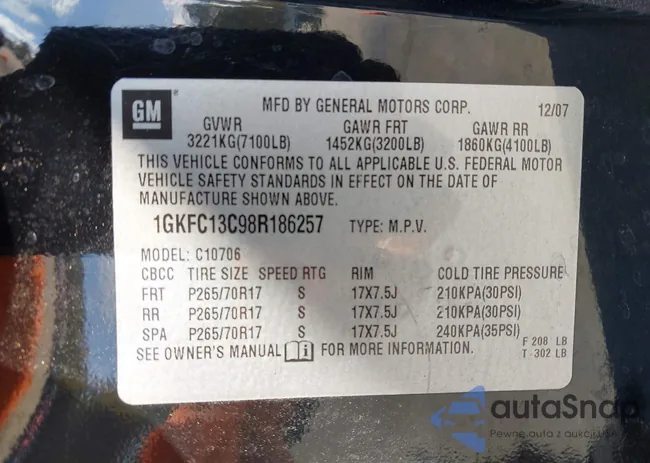 GM
MFD BY GENERAL MOTORS CORP. 12/07
GVWR GAWR FRT GAWR RR
3221KG(7100LB) 1452KG(3200LB) 1860KG(4100LB)
THIS VEHICLE CONFORMS TO ALL APPLICABLE U.S. FEDERAL MOTOR
VEHICLE SAFETY STANDARDS IN EFFECT ON THE DATE OF
MANUFACTURE SHOWN ABOVE.
1GKFC13C98R186257 TYPE: M.P.V.
MODEL: C10706
CBCC TIRE SIZE SPEED RTG RIM COLD TIRE PRESSURE
FRT P265/70R17 S 17X7.5J 210KPA(30PSI)
RR P265/70R17 S 17X7.5J 210KPA(30PSI)
SPA P265/70R17 S 17X7.5J 240KPA(35PSI)
SEE OWNER'S MANUAL FOR MORE INFORMATION.
F 208 LB
T 302 LB
autaSnap
Pewne auta z aukcji